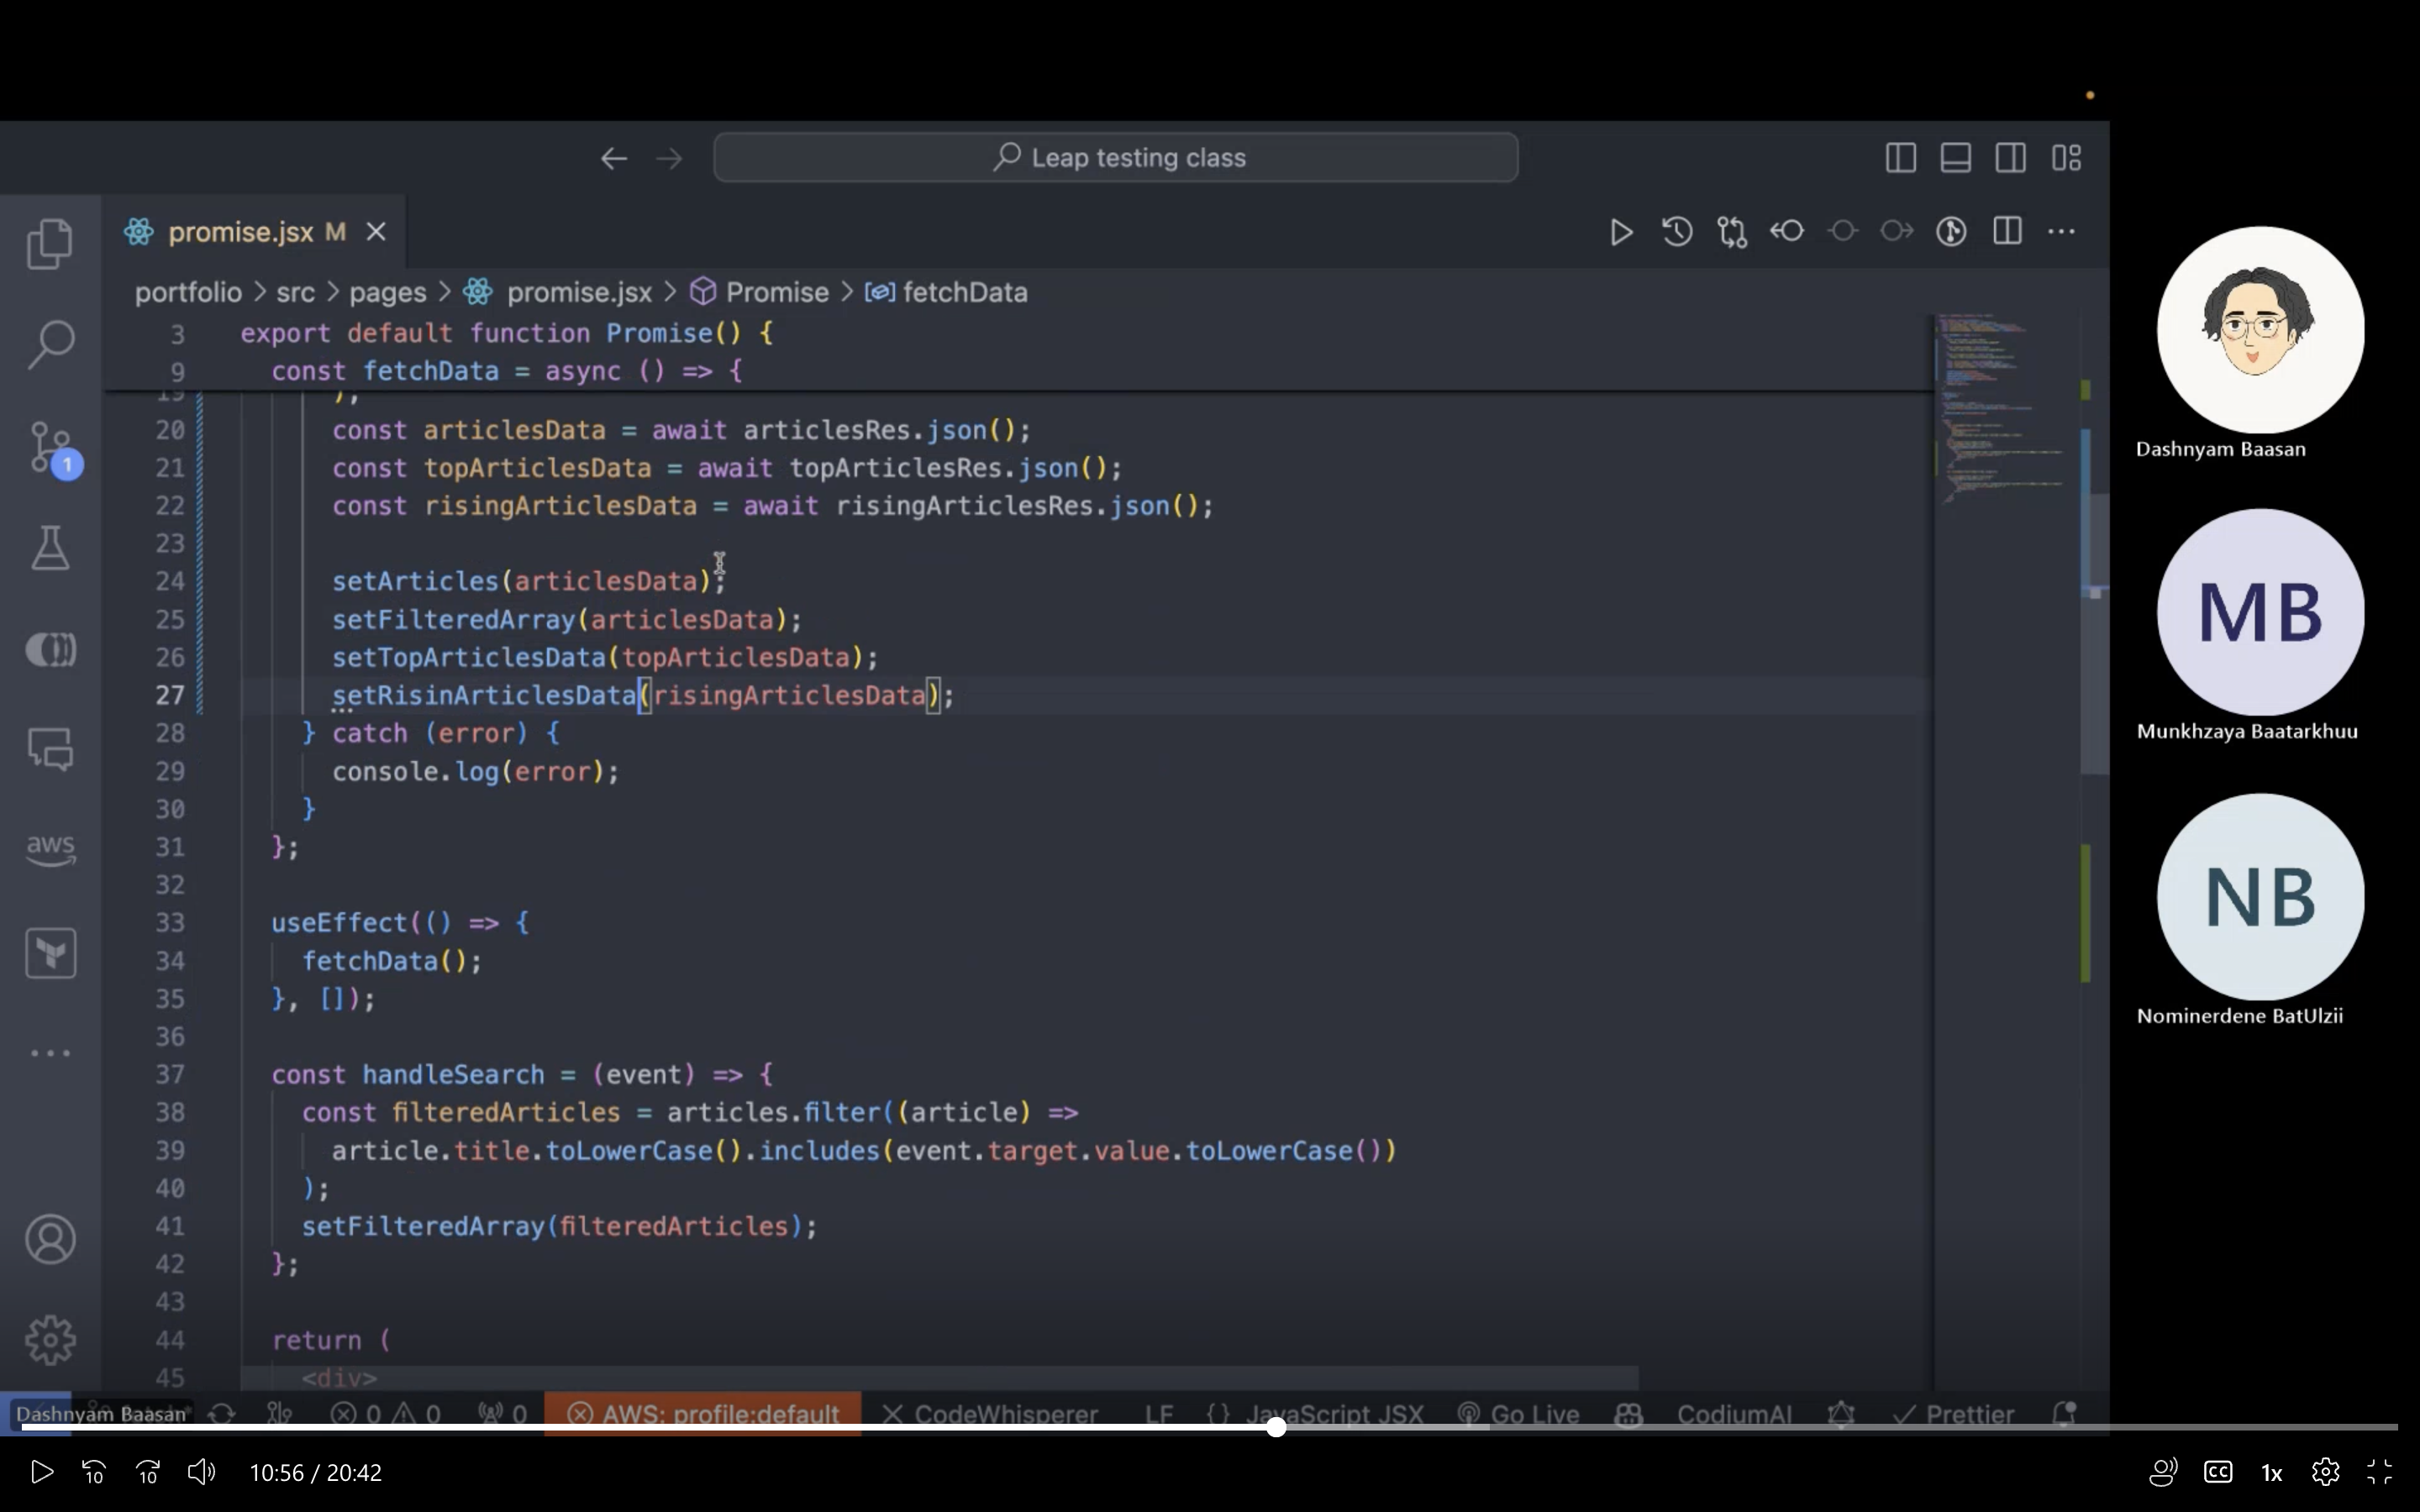 Leap testing class
promise.jsx M
portfolio > src > pages > promise.jsx > Promise > fetchData
3 export default function Promise() {
9 const fetchData = async () => {
19 );
20 const articlesData = await articlesRes.json();
21 const topArticlesData = await topArticlesRes.json();
22 const risingArticlesData = await risingArticlesRes.json();
23
24 setArticles(articlesData);
25 setFilteredArray(articlesData);
26 setTopArticlesData(topArticlesData);
27 setRisinArticlesData(risingArticlesData);
28 } catch (error) {
29 console.log(error);
30 }
31 };
32
33 useEffect(() => {
34 fetchData();
35 }, []);
36
37 const handleSearch = (event) => {
38 const filteredArticles = articles.filter((article) =>
39 article.title.toLowerCase().includes(event.target.value.toLowerCase())
40 );
41 setFilteredArray(filteredArticles);
42 };
43
44 return (
45 <div>
1
aws
Dashnyam Baasan
MB
Munkhzaya Baatarkhuu
NB
Nominerdene BatUlzii
Dashnyam Baasan 0 0 0 AWS: profile:default CodeWhisperer LF {} JavaScript JSX Go Live CodiumAI Prettier
10 10 10:56 / 20:42 CC 1x